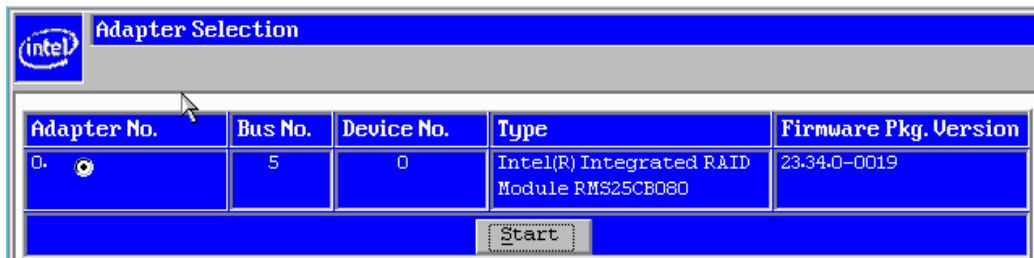 intel
Adapter Selection
Adapter No. Bus No. Device No. Type Firmware Pkg. Version
0. 5 0 Intel(R) Integrated RAID 23.34.0-0019
Module RMS25CB080
Start